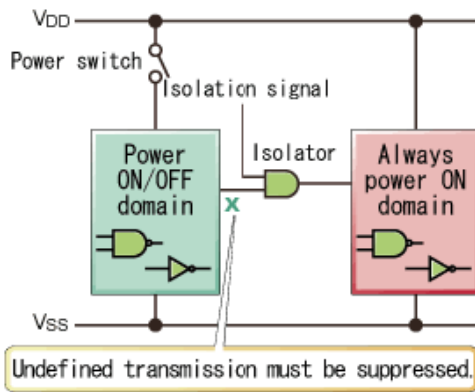 VDD
Power switch
Isolation signal
Power
ON/OFF
domain
Isolator
Always
power ON
domain
X
VSS
Undefined transmission must be suppressed.